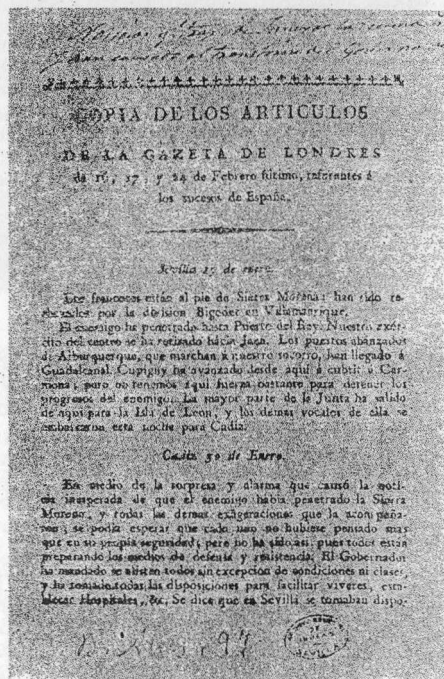 COPIA DE LOS ARTICULOS
DE LA GAZETA DE LONDRES
de 16, 17, y 24 de Febrero último, referentes á
los sucesos de España.
Sevilla de enero.
Los franceses están al pie de Sierra Morena: han sido re-
por la division Bigodet en Villamanrique.
El enemigo ha penetrado hasta Puerto del Rey. Nuestro exér-
cito del centro se ha retirado hácia Jaen. Los puestos abanzados
de Alburquerque, que marchan á nuestro socorro, han llegado á
Guadalcanal. Cupigny ha avanzado desde aquí á cubrir á Car-
mona; pero no tenemos aquí fuerza bastante para detener los
progresos del enemigo. La mayor parte de la Junta ha salido
de aquí para la Isla de Leon, y los demas vocales de ella se
embarcaron esta noche para Cadiz.
Cadiz 30 de Enero.
En medio de la sorpresa y alarma que causó la noti-
cia inesperada de que el enemigo habia penetrado la Sierra
Morena, y todas las demas exâgeraciones que la acompaña-
ron, se podia esperar que cada uno no hubiese pensado mas
que en su propia seguridad; pero no ha sido así, pues todos están
preparando los medios de defensa y resistencia. El Gobernador
ha mandado se alisten todos sin excepcion de condiciones ni clases
y ha tomado todas las disposiciones para facilitar viveres, esta-
blecer Hospitales, &c. Se dice que en Sevilla se tomaban dispo-